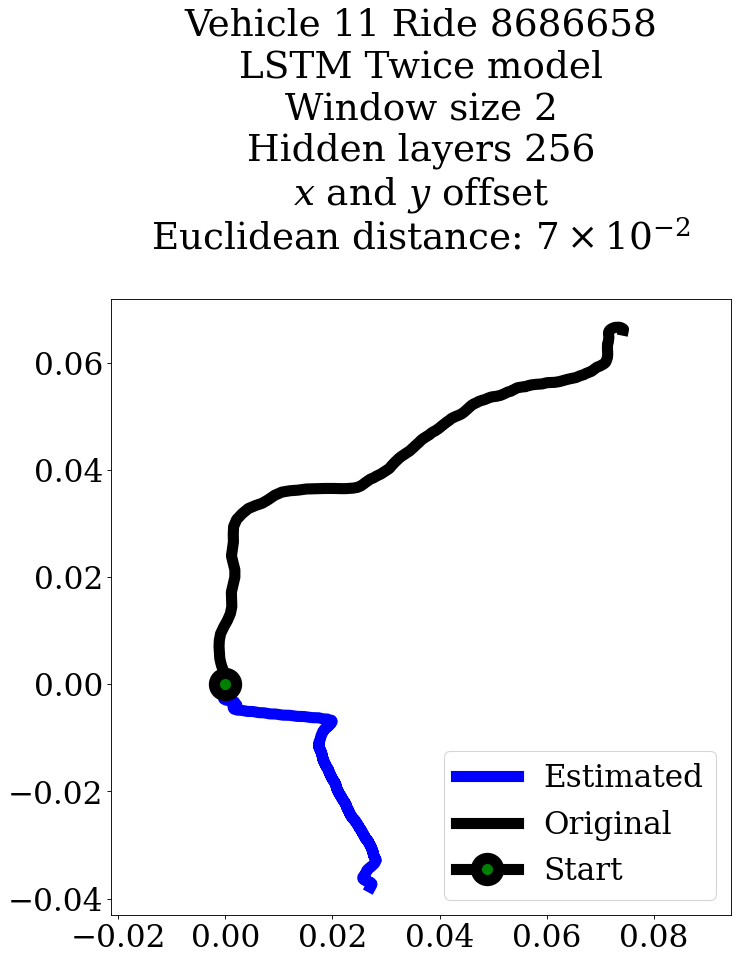 Vehicle 11 Ride 8686658
LSTM Twice model
Window size 2
Hidden layers 256
x and y offset
Euclidean distance: 7 × 10⁻²
0.06
0.04
0.02
0.00
−0.02
−0.04
Estimated
Original
Start
−0.02 0.00 0.02 0.04 0.06 0.08